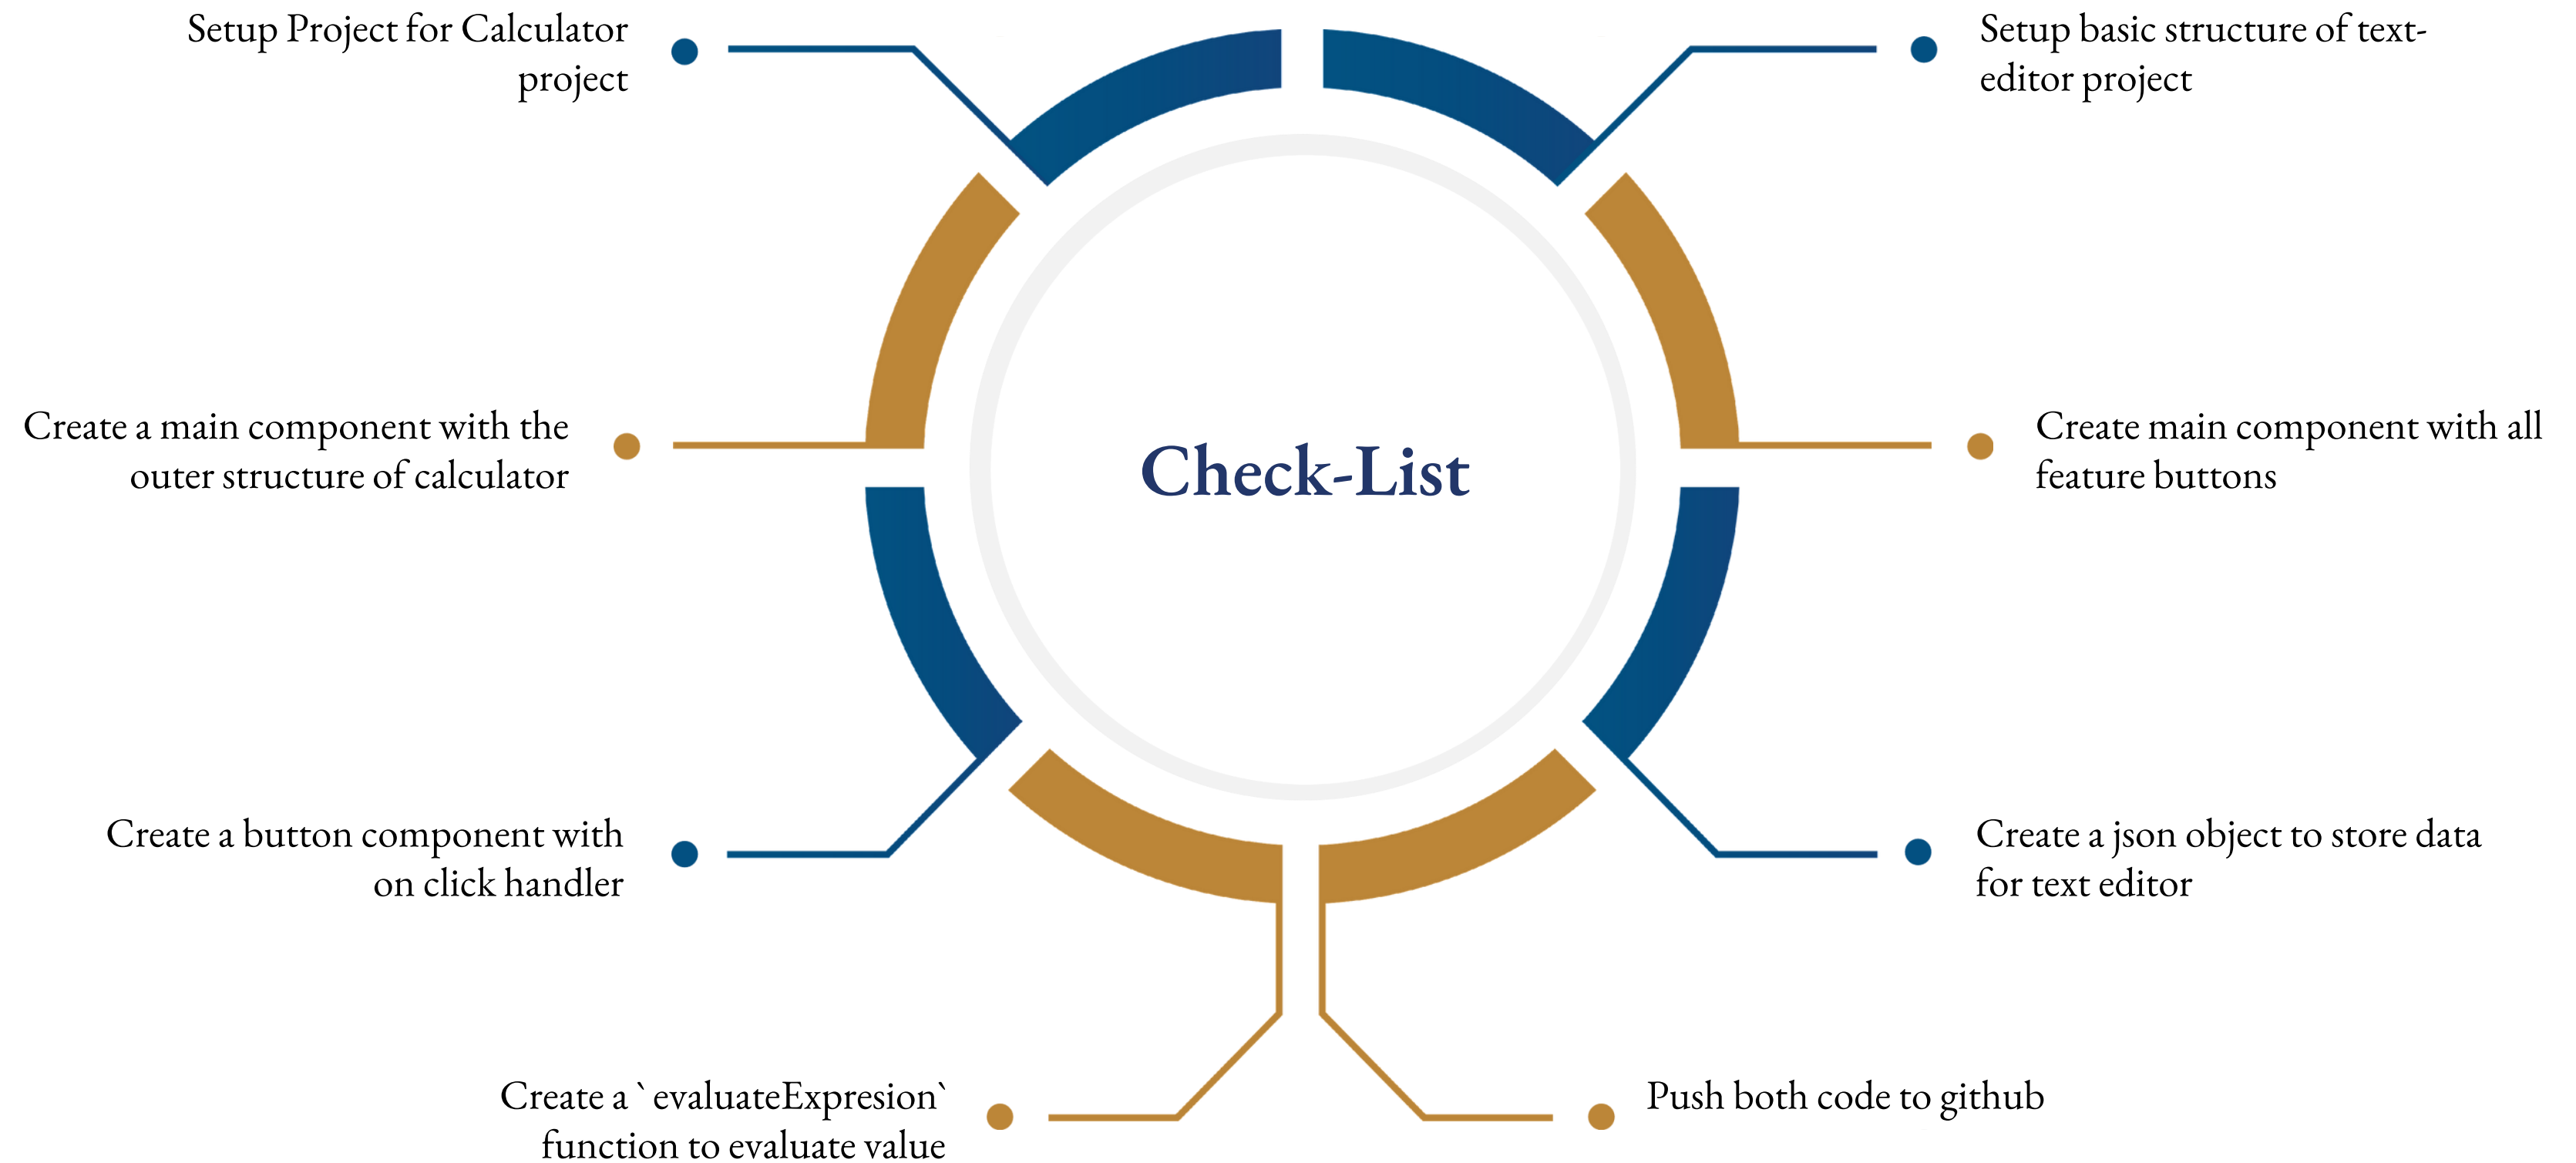 Setup Project for Calculator
project
Create a main component with the
outer structure of calculator
Create a button component with
on click handler
Create a `evaluateExpresion`
function to evaluate value
Check-List
Setup basic structure of text-
editor project
Create main component with all
feature buttons
Create a json object to store data
for text editor
Push both code to github